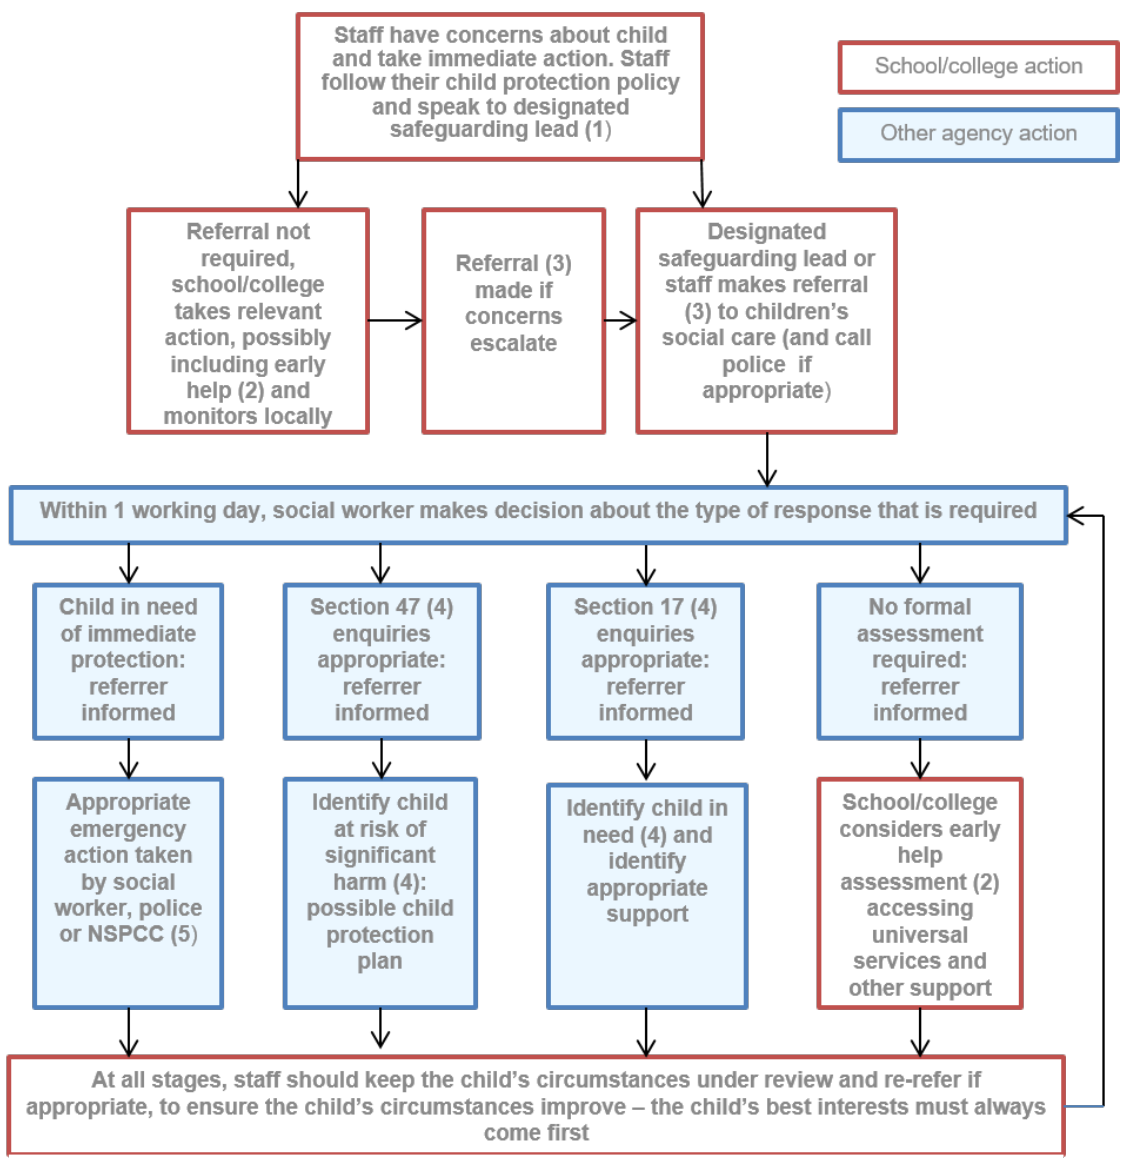 Staff have concerns about child
and take immediate action. Staff
follow their child protection policy
and speak to designated
safeguarding lead (1)
School/college action
Other agency action
Referral not
required,
school/college
takes relevant
action, possibly
including early
help (2) and
monitors locally
Referral (3)
made if
concerns
escalate
Designated
safeguarding lead or
staff makes referral
(3) to children’s
social care (and call
police if
appropriate)
Within 1 working day, social worker makes decision about the type of response that is required
Child in need
of immediate
protection:
referrer
informed
Section 47 (4)
enquiries
appropriate:
referrer
informed
Section 17 (4)
enquiries
appropriate:
referrer
informed
No formal
assessment
required:
referrer
informed
Appropriate
emergency
action taken
by social
worker, police
or NSPCC (5)
Identify child
at risk of
significant
harm (4):
possible child
protection
plan
Identify child in
need (4) and
identify
appropriate
support
School/college
considers early
help
assessment (2)
accessing
universal
services and
other support
At all stages, staff should keep the child’s circumstances under review and re-refer if
appropriate, to ensure the child’s circumstances improve – the child’s best interests must always
come first